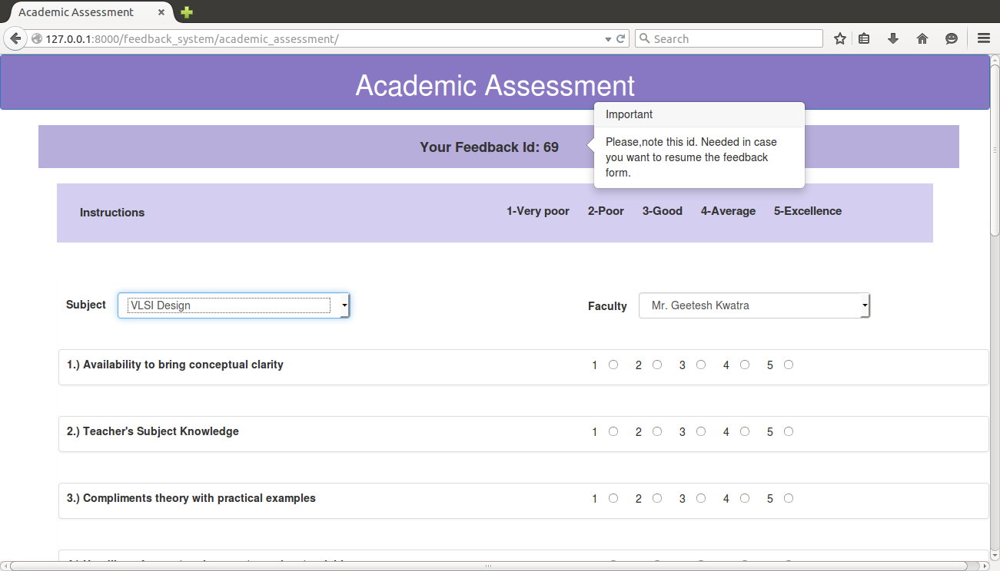 Academic Assessment
127.0.0.1:8000/feedback_system/academic_assessment/
Search
Academic Assessment
Important
Your Feedback Id: 69
Please,note this id. Needed in case
you want to resume the feedback
form.
Instructions 1-Very poor 2-Poor 3-Good 4-Average 5-Excellence
Subject VLSI Design Faculty Mr. Geetesh Kwatra
1.) Availability to bring conceptual clarity 1 2 3 4 5
2.) Teacher's Subject Knowledge 1 2 3 4 5
3.) Compliments theory with practical examples 1 2 3 4 5